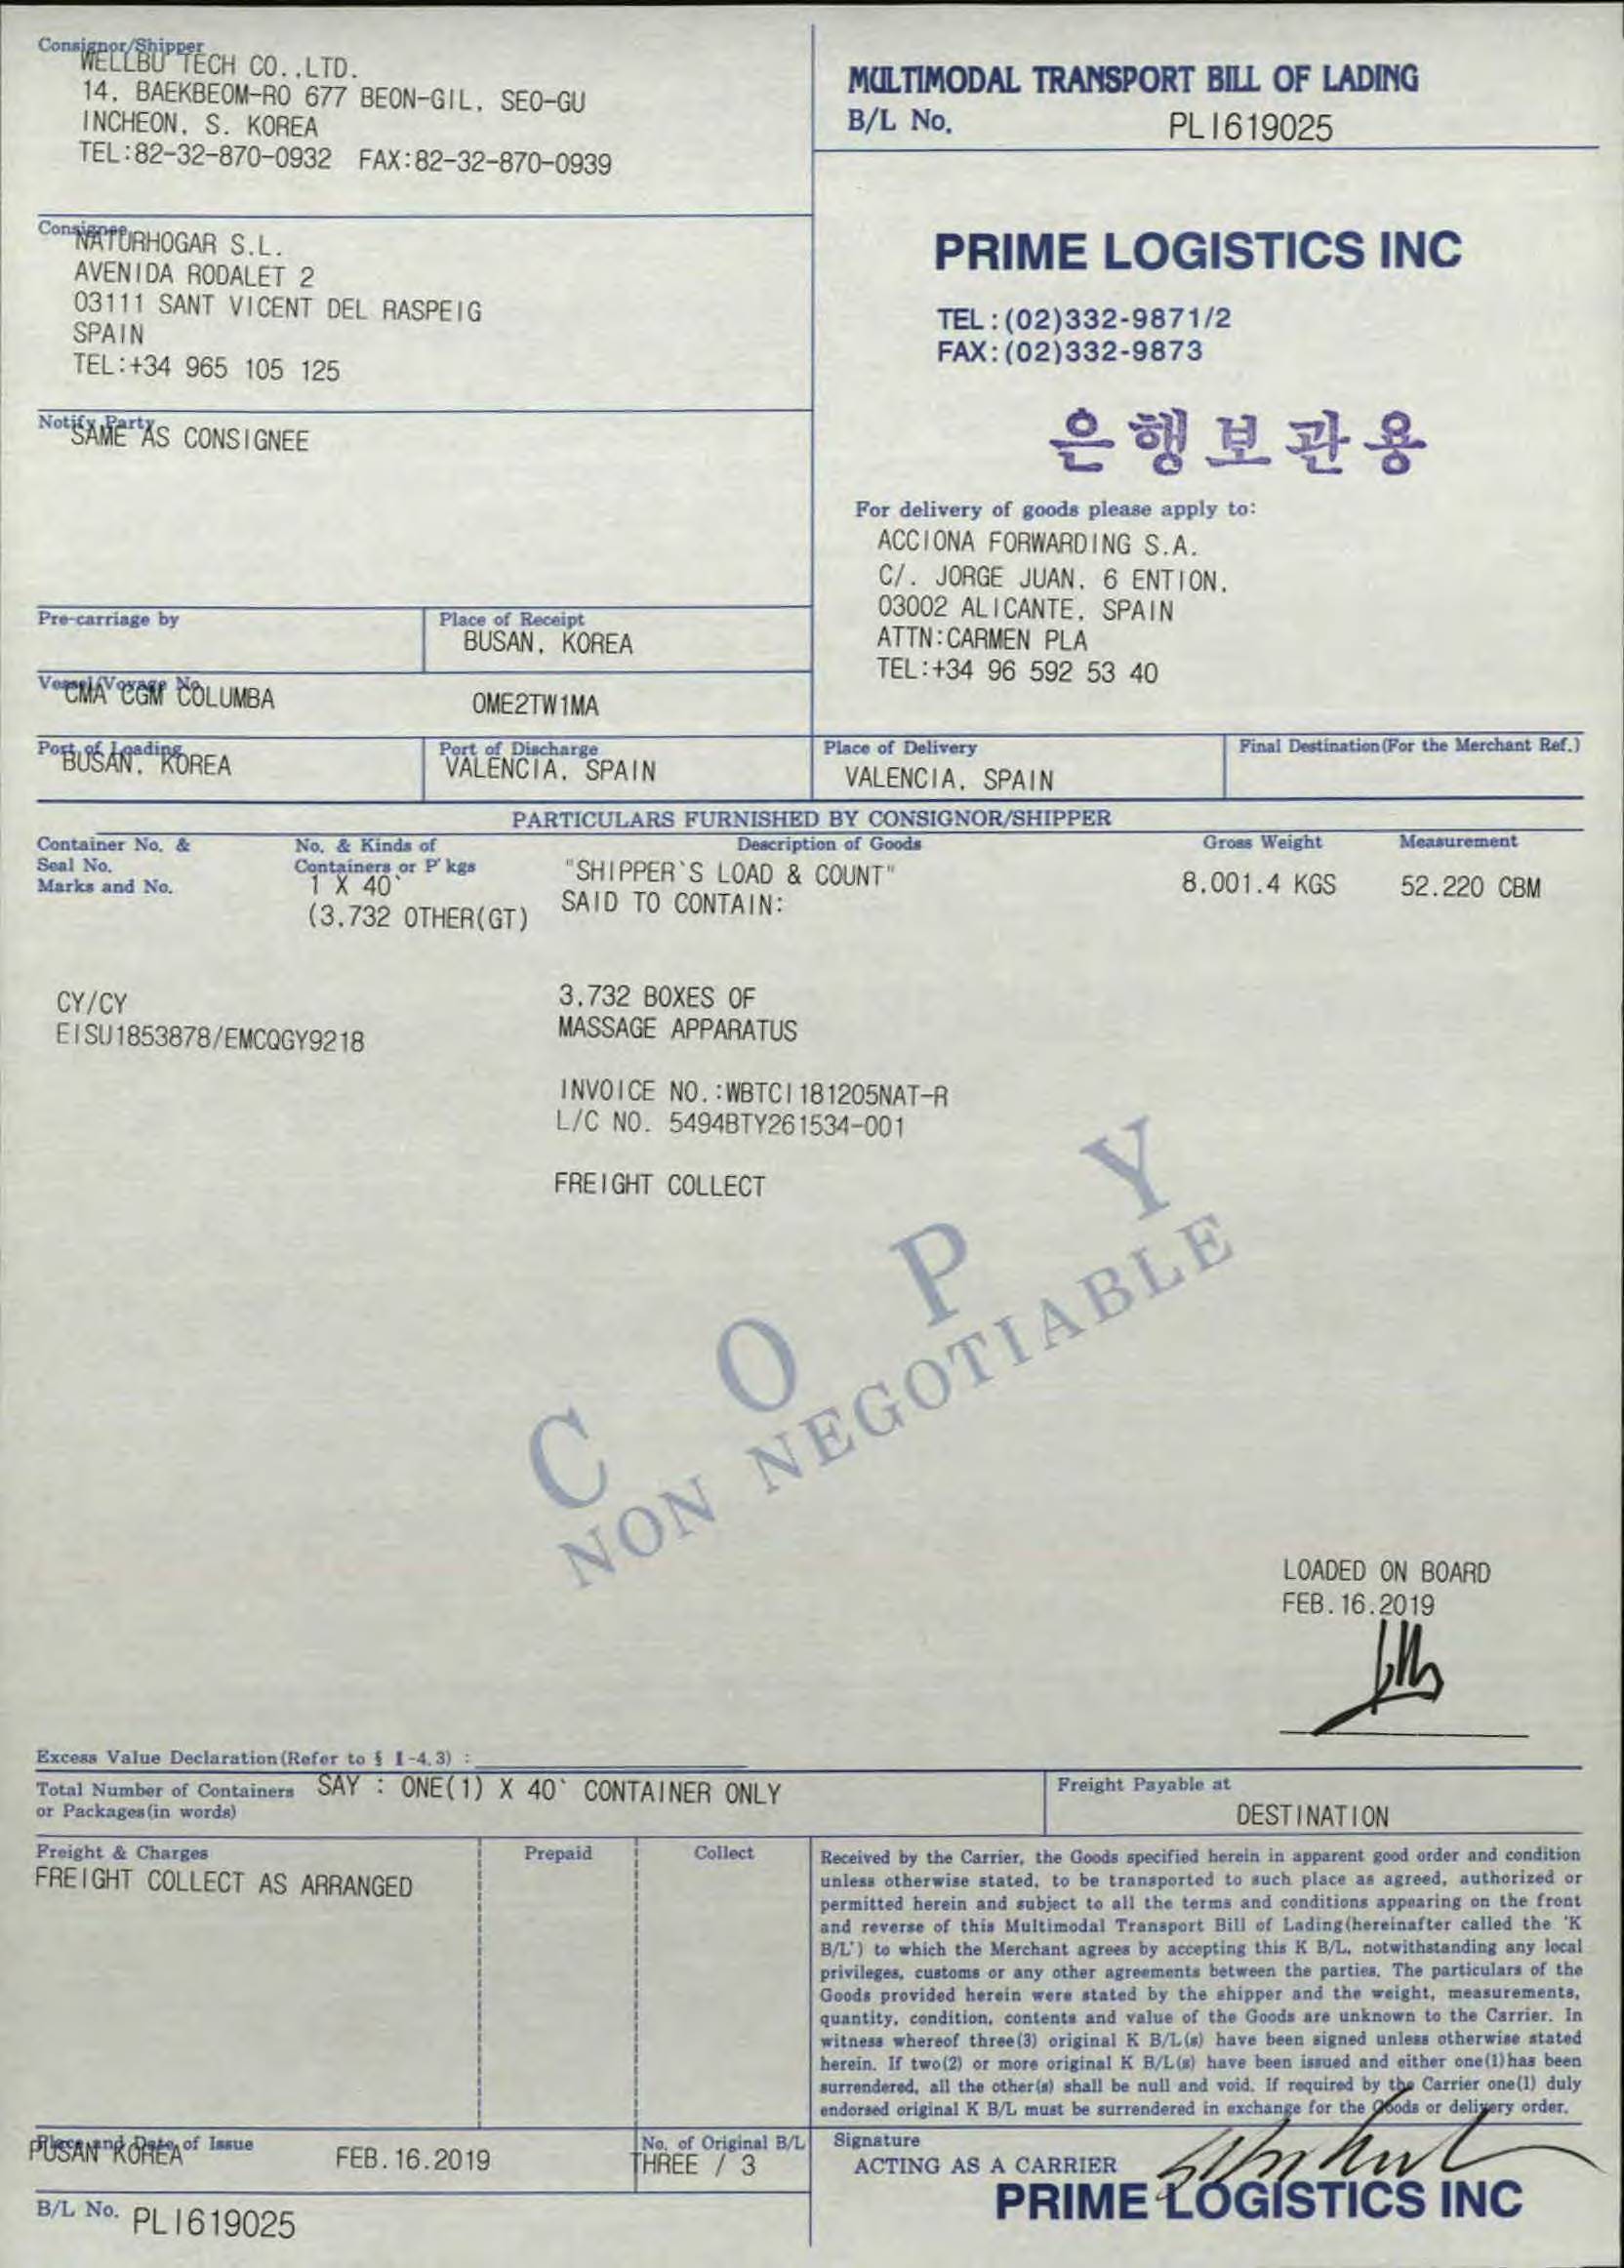 Consignor/Shipper
WELLBU TECH CO.,LTD.
14, BAEKBEOM-RO 677 BEON-GIL, SEO-GU
INCHEON, S. KOREA
TEL:82-32-870-0932 FAX:82-32-870-0939
MULTIMODAL TRANSPORT BILL OF LADING
B/L No. PLI619025
Consignee
NATURHOGAR S.L.
AVENIDA RODALET 2
03111 SANT VICENT DEL RASPEIG
SPAIN
TEL:+34 965 105 125
PRIME LOGISTICS INC
TEL:(02)332-9871/2
FAX:(02)332-9873
은행보관용
Notify Party
SAME AS CONSIGNEE
For delivery of goods please apply to:
ACCIONA FORWARDING S.A.
C/. JORGE JUAN, 6 ENTION,
03002 ALICANTE, SPAIN
ATTN:CARMEN PLA
TEL:+34 96 592 53 40
Pre-carriage by
Place of Receipt
BUSAN, KOREA
Vessel/Voyage No.
CMA CGM COLUMBA OME2TW1MA
Port of Loading
BUSAN, KOREA
Port of Discharge
VALENCIA, SPAIN
Place of Delivery
VALENCIA, SPAIN
Final Destination(For the Merchant Ref.)
PARTICULARS FURNISHED BY CONSIGNOR/SHIPPER
Container No. &
Seal No.
Marks and No.
No. & Kinds of
Containers or P'kgs
1 X 40`
(3,732 OTHER(GT)
Description of Goods
"SHIPPER`S LOAD & COUNT"
SAID TO CONTAIN:
Gross Weight
8,001.4 KGS
Measurement
52.220 CBM
CY/CY
EISU1853878/EMCQGY9218
3,732 BOXES OF
MASSAGE APPARATUS
INVOICE NO.:WBTCI181205NAT-R
L/C NO. 5494BTY261534-001
FREIGHT COLLECT
COPY
NON NEGOTIABLE
LOADED ON BOARD
FEB.16.2019
Excess Value Declaration(Refer to § 1-4.3) :
Total Number of Containers
or Packages(in words)
SAY : ONE(1) X 40` CONTAINER ONLY
Freight Payable at
DESTINATION
Freight & Charges
FREIGHT COLLECT AS ARRANGED
Prepaid
Collect
Received by the Carrier, the Goods specified herein in apparent good order and condition
unless otherwise stated, to be transported to such place as agreed, authorized or
permitted herein and subject to all the terms and conditions appearing on the front
and reverse of this Multimodal Transport Bill of Lading(hereinafter called the 'K
B/L') to which the Merchant agrees by accepting this K B/L, notwithstanding any local
privileges, customs or any other agreements between the parties. The particulars of the
Goods provided herein were stated by the shipper and the weight, measurements,
quantity, condition, contents and value of the Goods are unknown to the Carrier. In
witness whereof three(3) original K B/L(s) have been signed unless otherwise stated
herein. If two(2) or more original K B/L(s) have been issued and either one(1)has been
surrendered, all the other(s) shall be null and void. If required by the Carrier one(1) duly
endorsed original K B/L must be surrendered in exchange for the Goods or delivery order.
Place and Date of Issue
PUSAN KOREA FEB.16.2019
No. of Original B/L
THREE / 3
Signature
ACTING AS A CARRIER
PRIME LOGISTICS INC
B/L No. PLI619025